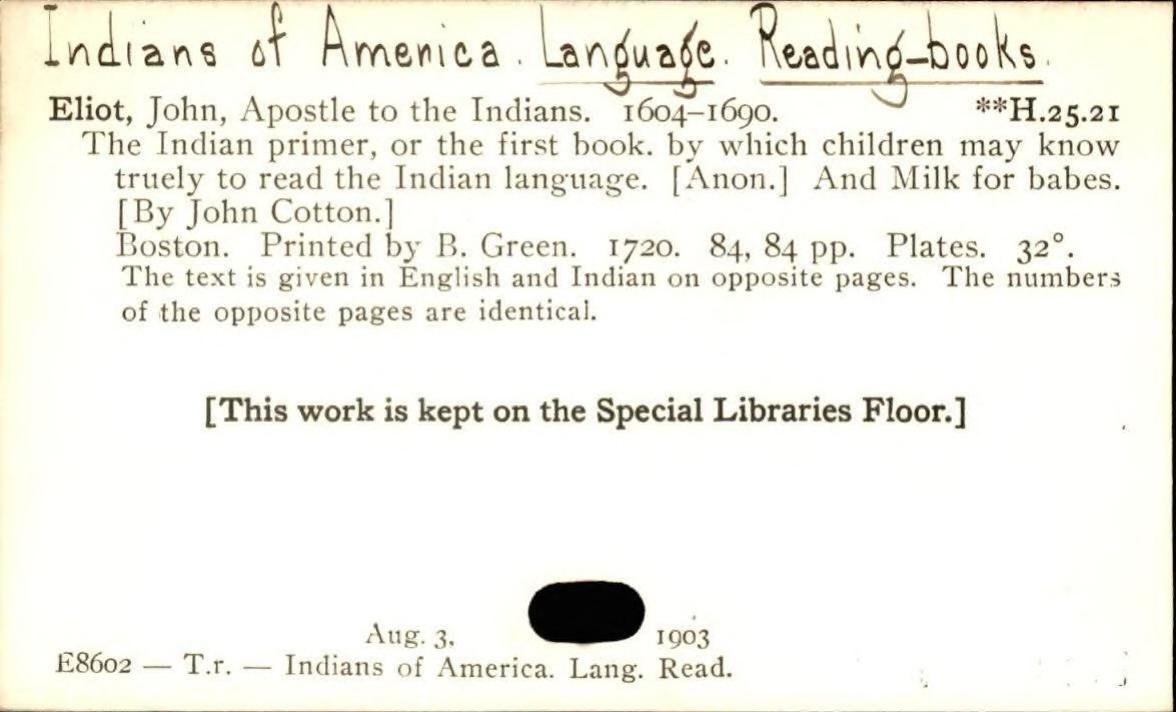 Indians of America. Language. Reading-books.
Eliot, John, Apostle to the Indians. 1604–1690. **H.25.21
The Indian primer, or the first book. by which children may know
truely to read the Indian language. [Anon.] And Milk for babes.
[By John Cotton.]
Boston. Printed by B. Green. 1720. 84, 84 pp. Plates. 32°.
The text is given in English and Indian on opposite pages. The numbers
of the opposite pages are identical.
[This work is kept on the Special Libraries Floor.]
Aug. 3, 1903
E8602 — T.r. — Indians of America. Lang. Read.